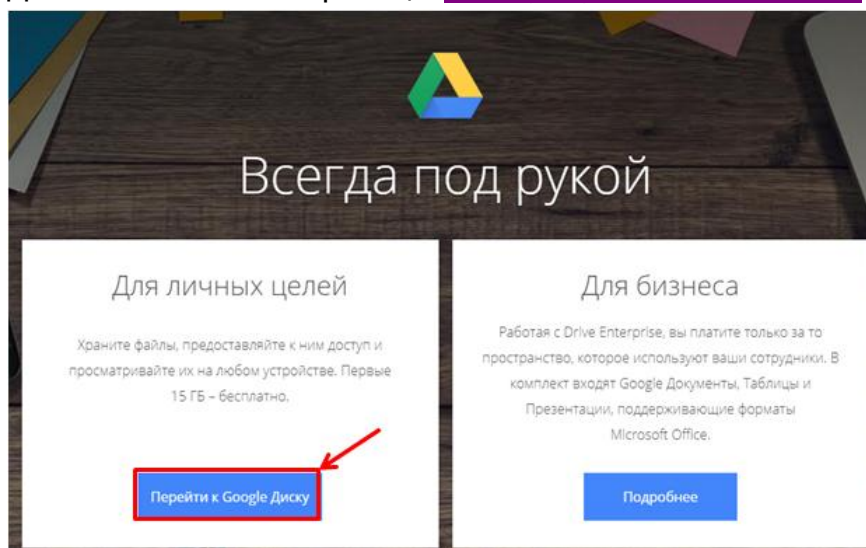 Всегда под рукой
Для личных целей
Храните файлы, предоставляйте к ним доступ и
просматривайте их на любом устройстве. Первые
15 ГБ – бесплатно.
Перейти к Google Диску
Для бизнеса
Работая с Drive Enterprise, вы платите только за то
пространство, которое используют ваши сотрудники. В
комплект входят Google Документы, Таблицы и
Презентации, поддерживающие форматы
Microsoft Office.
Подробнее